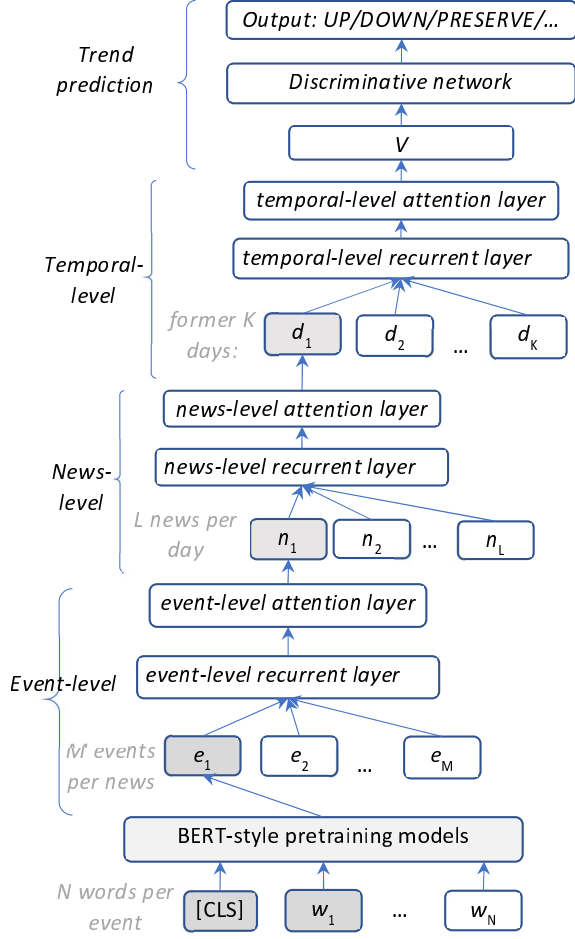 Output: UP/DOWN/PRESERVE/…
Trend
prediction
Discriminative network
V
temporal-level attention layer
Temporal-
level
temporal-level recurrent layer
former K
days:
d1 d2 … dK
news-level attention layer
News-
level
news-level recurrent layer
L news per
day
n1 n2 … nL
event-level attention layer
Event-level
event-level recurrent layer
M events
per news
e1 e2 … eM
BERT-style pretraining models
N words per
event
[CLS] w1 … wN